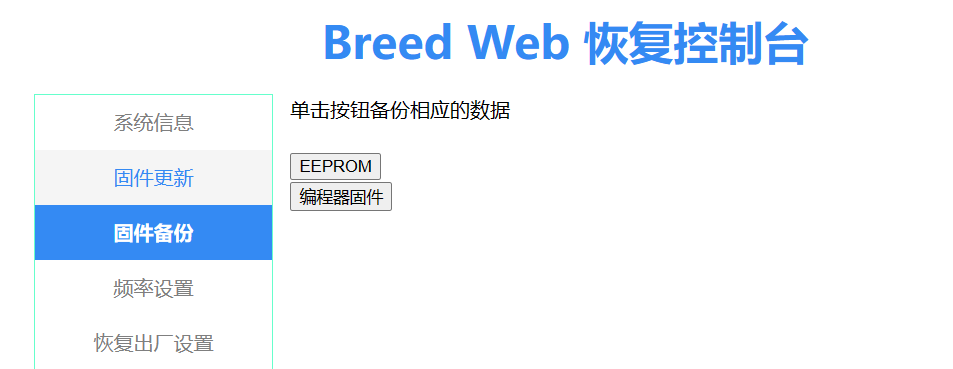 Breed Web 恢复控制台
系统信息
固件更新
固件备份
频率设置
恢复出厂设置
单击按钮备份相应的数据
EEPROM
编程器固件